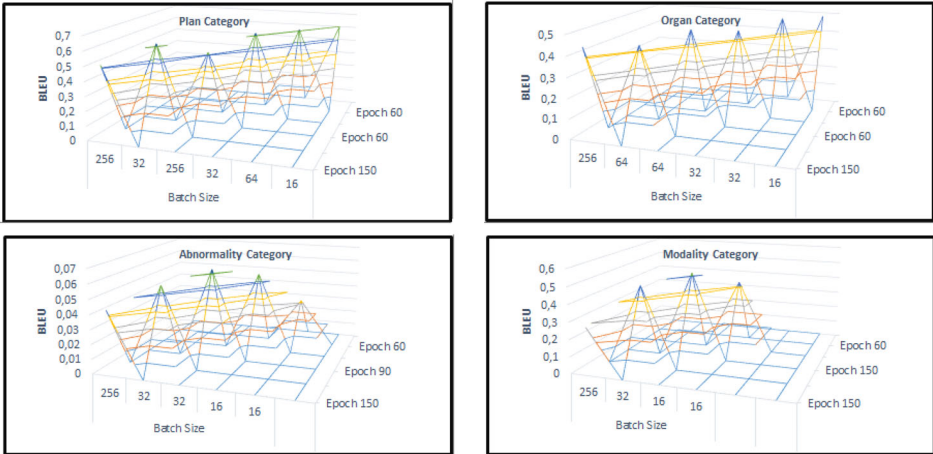 Plan Category
0,7
0,6
0,5
0,4
0,3
0,2
0,1
0
BLEU
256
32
256
32
64
16
Batch Size
Epoch 60
Epoch 60
Epoch 150
Organ Category
0,5
0,4
0,3
0,2
0,1
0
BLEU
256
64
64
32
32
16
Batch Size
Epoch 60
Epoch 60
Epoch 150
Abnormality Category
0,07
0,06
0,05
0,04
0,03
0,02
0,01
0
BLEU
256
32
32
16
16
Batch Size
Epoch 60
Epoch 90
Epoch 150
Modality Category
0,6
0,5
0,4
0,3
0,2
0,1
0
BLEU
256
32
16
16
Batch Size
Epoch 60
Epoch 150
Epoch 150